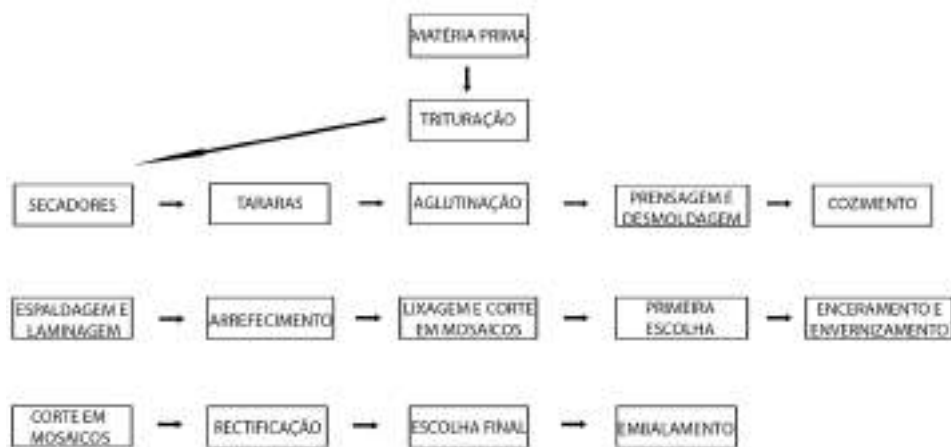 MATÉRIA PRIMA
TRITURAÇÃO
SECADORES
TARARAS
AGLUTINAÇÃO
PRENSAGEM E
DESMOLDAGEM
COZIMENTO
ESPALDAGEM E
LAMINAGEM
ARREFECIMENTO
LIXAGEM E CORTE
EM MOSAICOS
PRIMEIRA
ESCOLHA
ENCERAMENTO E
ENVERNIZAMENTO
CORTE EM
MOSAICOS
RECTIFICAÇÃO
ESCOLHA FINAL
EMBALAMENTO